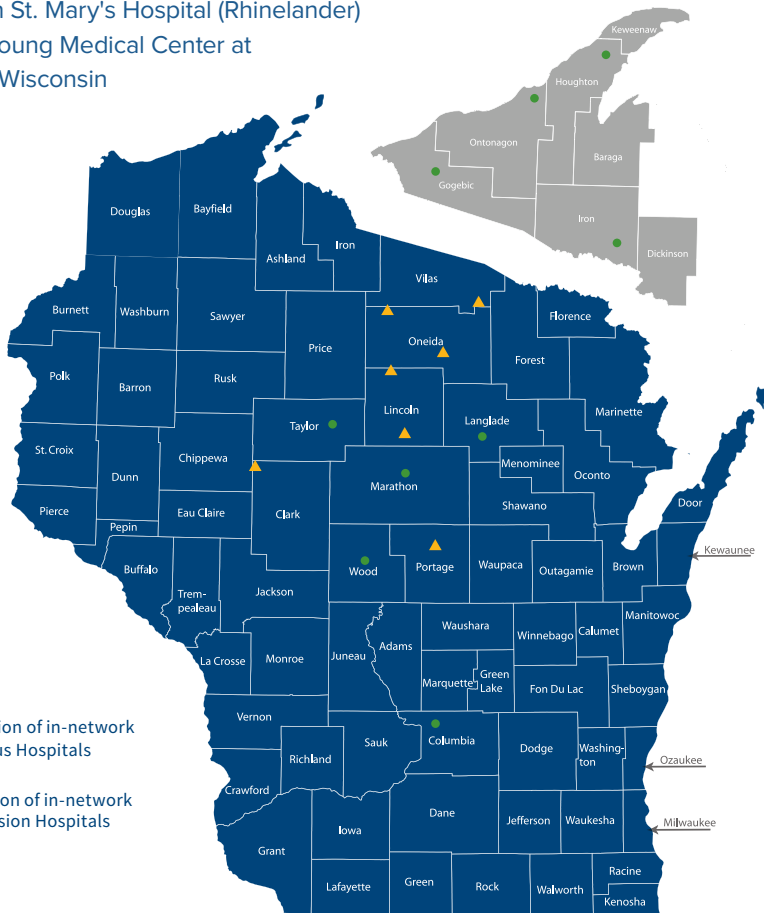 St. Mary's Hospital (Rhinelander)
Medical Center at
Wisconsin
Keweenaw
Houghton
Ontonagon
Baraga
Gogebic
Iron
Dickinson
Douglas
Bayfield
Ashland
Iron
Vilas
Burnett
Washburn
Sawyer
Price
Oneida
Florence
Forest
Polk
Barron
Rusk
Lincoln
Langlade
Marinette
Taylor
St. Croix
Chippewa
Dunn
Menominee
Oconto
Marathon
Shawano
Pierce
Eau Claire
Clark
Door
Pepin
Kewaunee
Buffalo
Wood
Portage
Waupaca
Outagamie
Brown
Trem-
pealeau
Jackson
Manitowoc
Waushara
Winnebago
Calumet
Adams
La Crosse
Monroe
Juneau
Marquette
Green
Lake
Fon Du Lac
Sheboygan
Vernon
of in-network
Hospitals
Richland
Sauk
Columbia
Dodge
Washing-
ton
Ozaukee
Crawford
of in-network
Hospitals
Dane
Iowa
Jefferson
Waukesha
Milwaukee
Grant
Lafayette
Green
Rock
Walworth
Racine
Kenosha